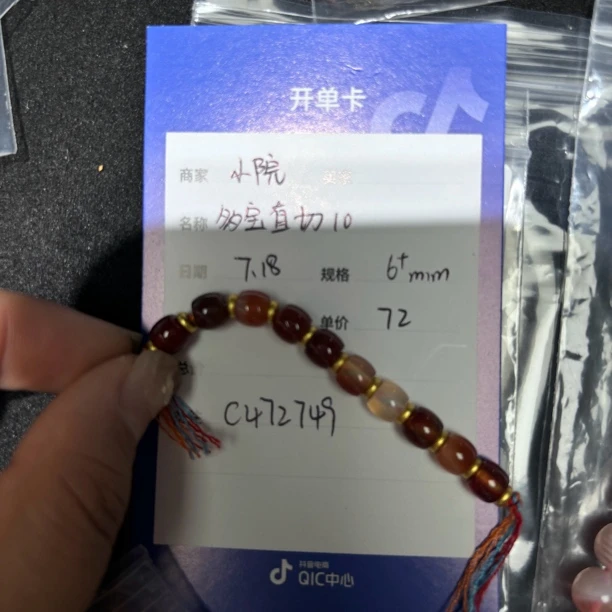 开单卡
商家 小院
名称 多宝直切10
日期 7.18 规格 6+mm
单价 72
C472749
抖音电商
QIC中心